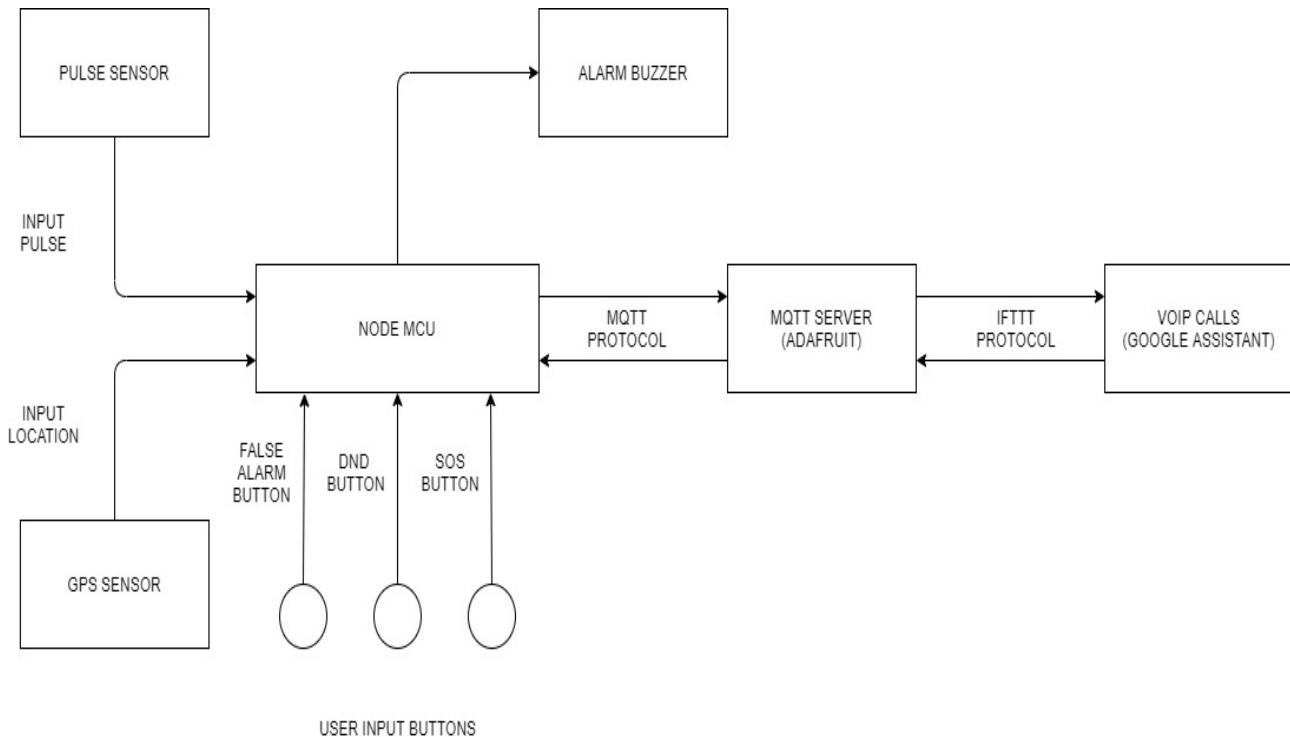 PULSE SENSOR
ALARM BUZZER
INPUT
PULSE
NODE MCU
MQTT
PROTOCOL
MQTT SERVER
(ADAFRUIT)
IFTTT
PROTOCOL
VOIP CALLS
(GOOGLE ASSISTANT)
INPUT
LOCATION
FALSE
ALARM
BUTTON
DND
BUTTON
SOS
BUTTON
GPS SENSOR
USER INPUT BUTTONS